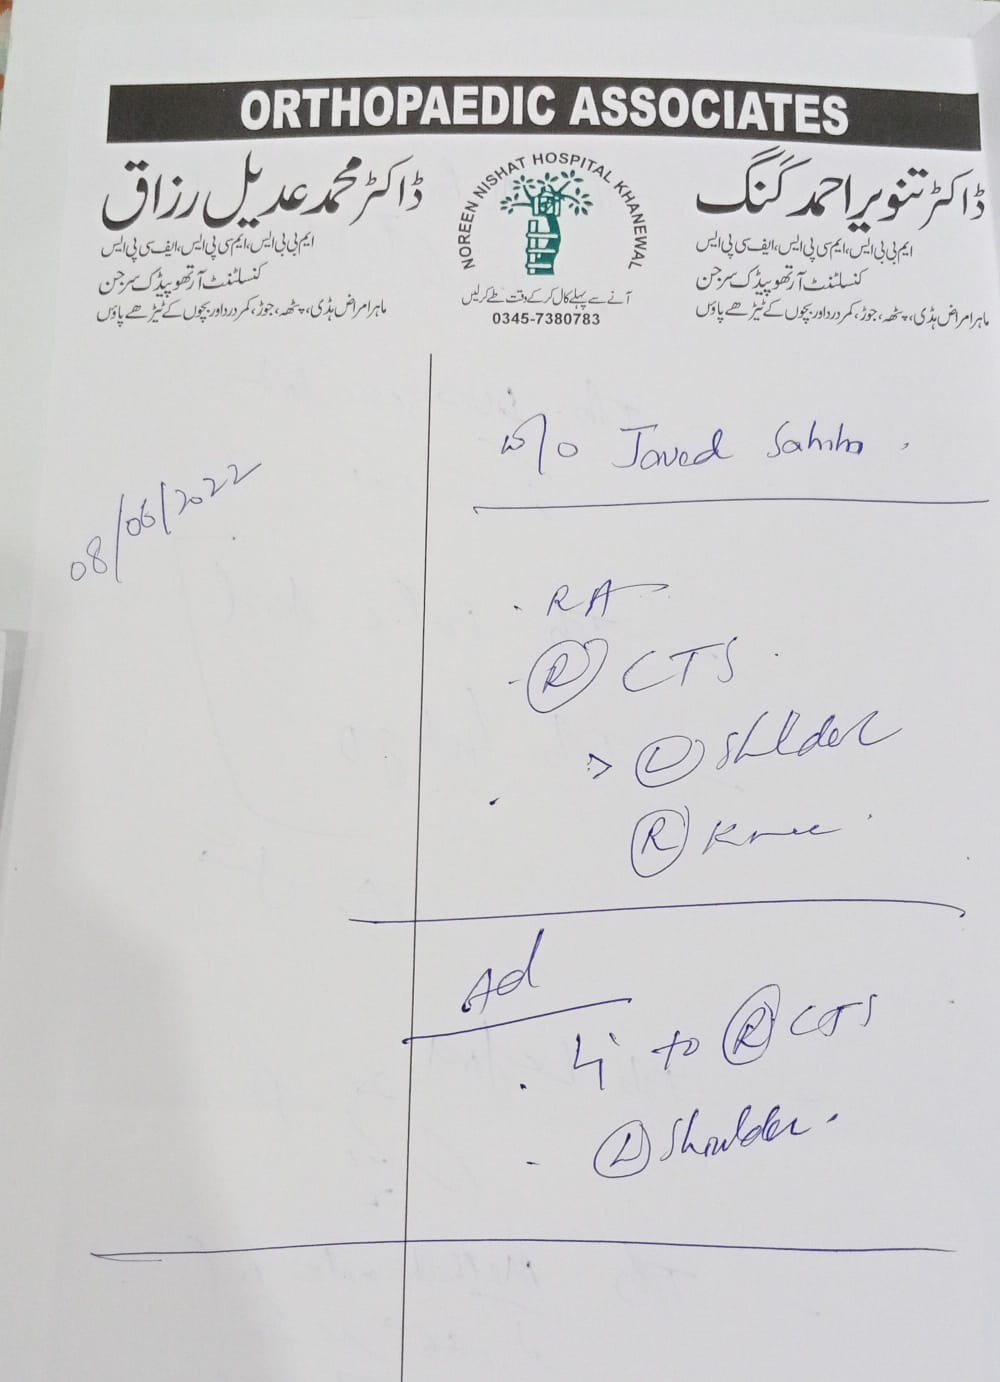 ORTHOPAEDIC ASSOCIATES
ڈاکٹر تنویر احمد کنگ
ایم بی بی ایس، ایم سی پی ایس، ایف سی پی ایس
کنسلٹنٹ آرتھوپیڈک سرجن
ماہر امراض ہڈی، پٹھہ، جوڑ، کمر درد اور بچوں کے ٹیڑھے پاؤں
NOREEN NISHAT HOSPITAL KHANEWAL
آنے سے پہلے کال کر کے وقت طے کر لیں
0345-7380783
ڈاکٹر محمد عدیل رزاق
ایم بی بی ایس، ایم سی پی ایس، ایف سی پی ایس
کنسلٹنٹ آرتھوپیڈک سرجن
ماہر امراض ہڈی، پٹھہ، جوڑ، کمر درد اور بچوں کے ٹیڑھے پاؤں
w/o Javed Sahib
08/06/2022
RA
R CTS
L Shulder
R Knee
Ad
to R CTS
L Shoulder